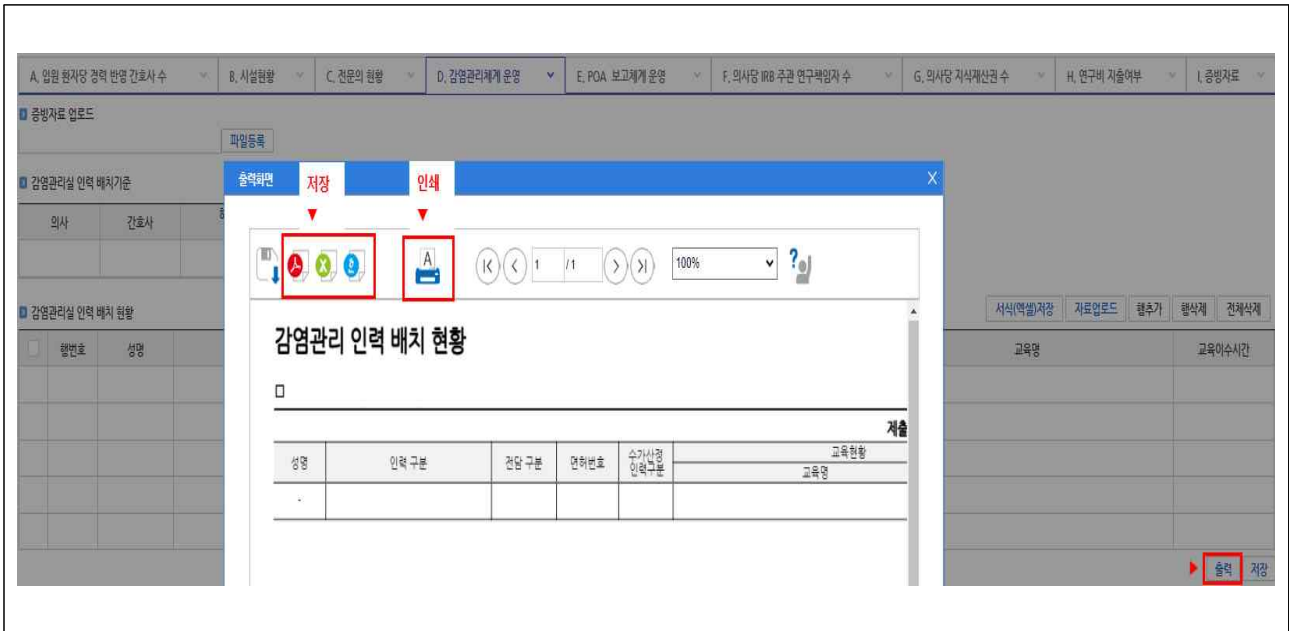 A. 입원 환자당 경력 반영 간호사 수 B. 시설현황 C. 전문의 현황 D. 감염관리체계 운영 E. POA 보고체계 운영 F. 의사당 IRB 주관 연구책임자 수 G. 의사당 지식재산권 수 H. 연구비 지출여부 I. 증빙자료
증빙자료 업로드
파일등록
감염관리실 인력 배치기준
의사 간호사
출력화면 저장 인쇄 X
1 /1 100%
감염관리 인력 배치 현황
제출
성명 인력 구분 전담 구분 면허번호 수가산정 인력구분 교육현황
교육명
-
감염관리실 인력 배치 현황
서식(엑셀)저장 자료업로드 행추가 행삭제 전체삭제
행번호 성명 교육명 교육이수시간
출력 저장